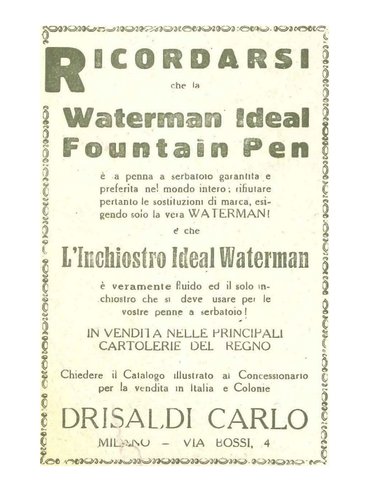 RICORDARSI
che la
Waterman Ideal
Fountain Pen
è a penna a serbatoio garantita e
preferita nel mondo intero; rifiutare
pertanto le sostituzioni di marca, esi-
gendo solo la vera WATERMAN!
e che
L'Inchiostro Ideal Waterman
è veramente fluido ed il solo in-
chiostro che si deve usare per le
vostre penne a serbatoio!
IN VENDITA NELLE PRINCIPALI
CARTOLERIE DEL REGNO
Chiedere il Catalogo illustrato al Concessionario
per la vendita in Italia e Colonie
DRISALDI CARLO
MILANO - VIA BOSSI, 4